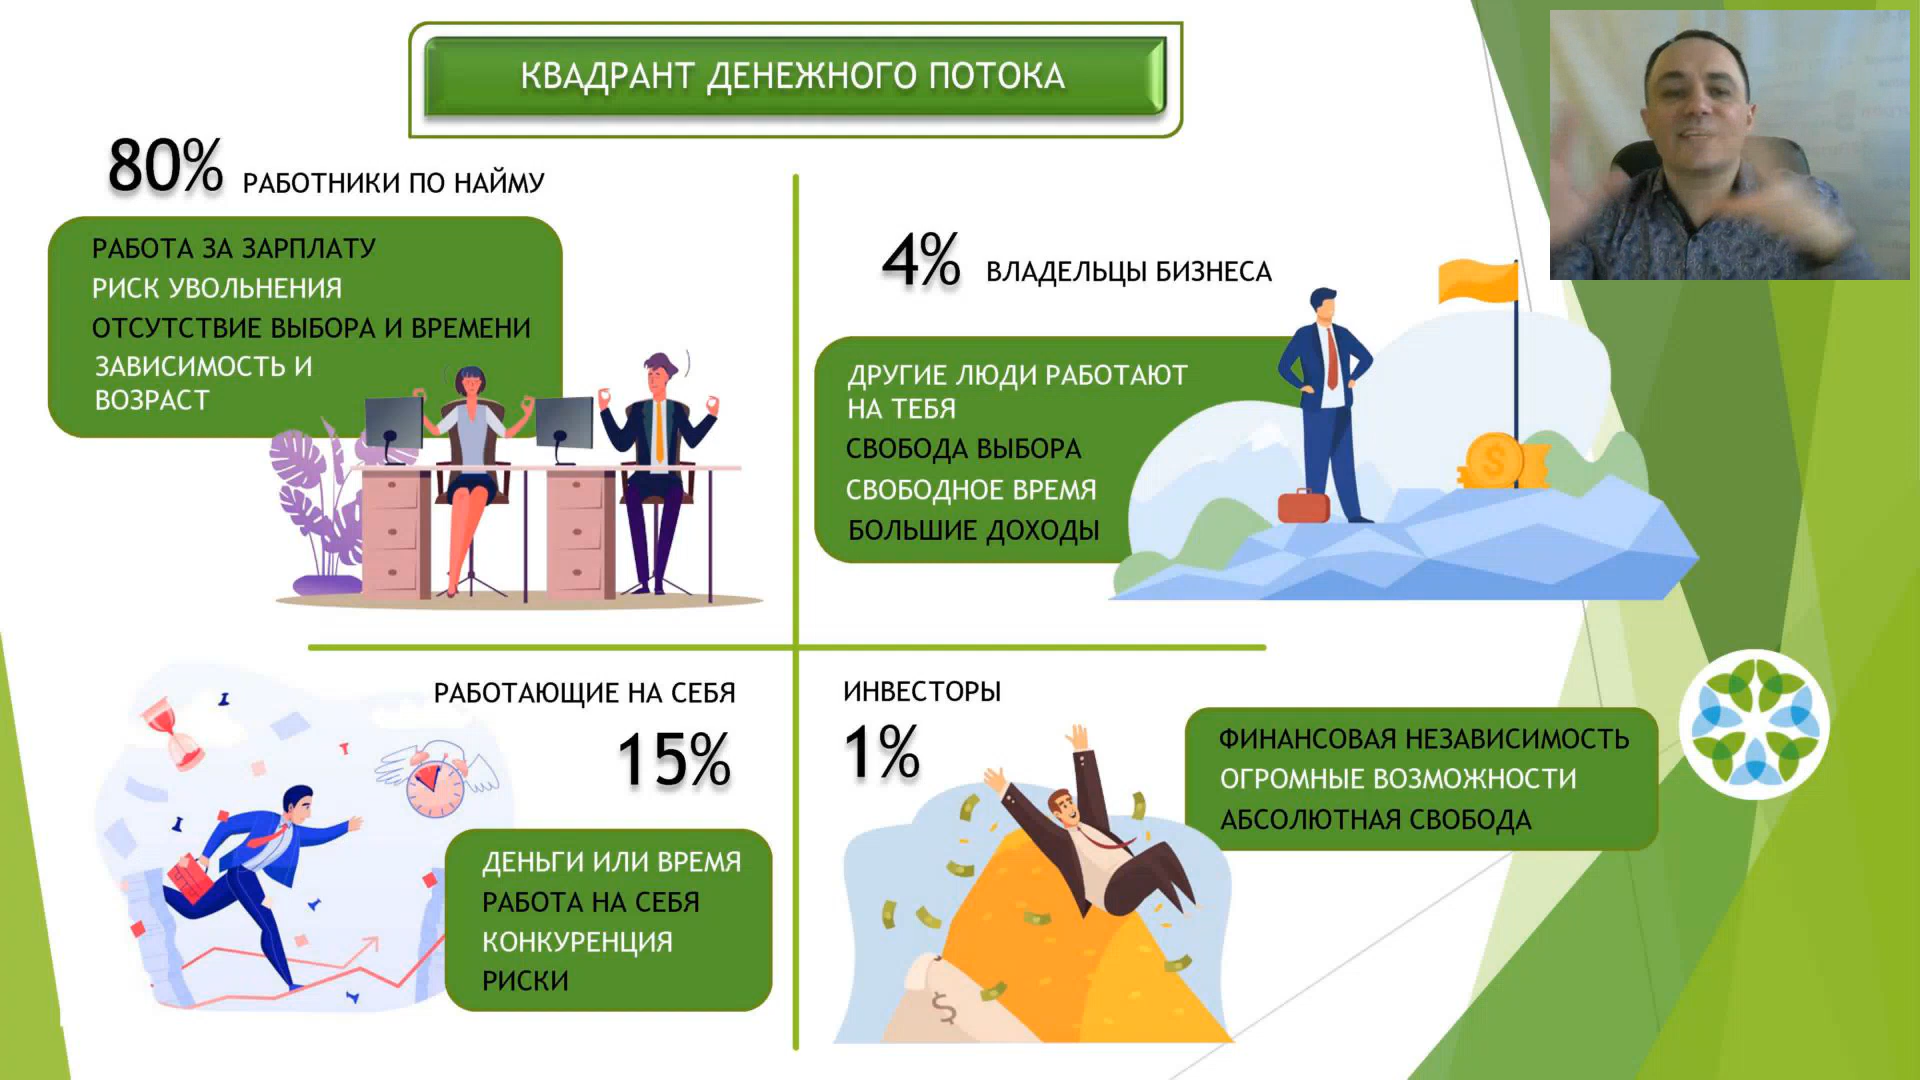 КВАДРАНТ ДЕНЕЖНОГО ПОТОКА
80% РАБОТНИКИ ПО НАЙМУ
РАБОТА ЗА ЗАРПЛАТУ
РИСК УВОЛЬНЕНИЯ
ОТСУТСТВИЕ ВЫБОРА И ВРЕМЕНИ
ЗАВИСИМОСТЬ И
ВОЗРАСТ
4% ВЛАДЕЛЬЦЫ БИЗНЕСА
ДРУГИЕ ЛЮДИ РАБОТАЮТ
НА ТЕБЯ
СВОБОДА ВЫБОРА
СВОБОДНОЕ ВРЕМЯ
БОЛЬШИЕ ДОХОДЫ
S
РАБОТАЮЩИЕ НА СЕБЯ
15%
ДЕНЬГИ ИЛИ ВРЕМЯ
РАБОТА НА СЕБЯ
КОНКУРЕНЦИЯ
РИСКИ
ИНВЕСТОРЫ
1%
ФИНАНСОВАЯ НЕЗАВИСИМОСТЬ
ОГРОМНЫЕ ВОЗМОЖНОСТИ
АБСОЛЮТНАЯ СВОБОДА
$